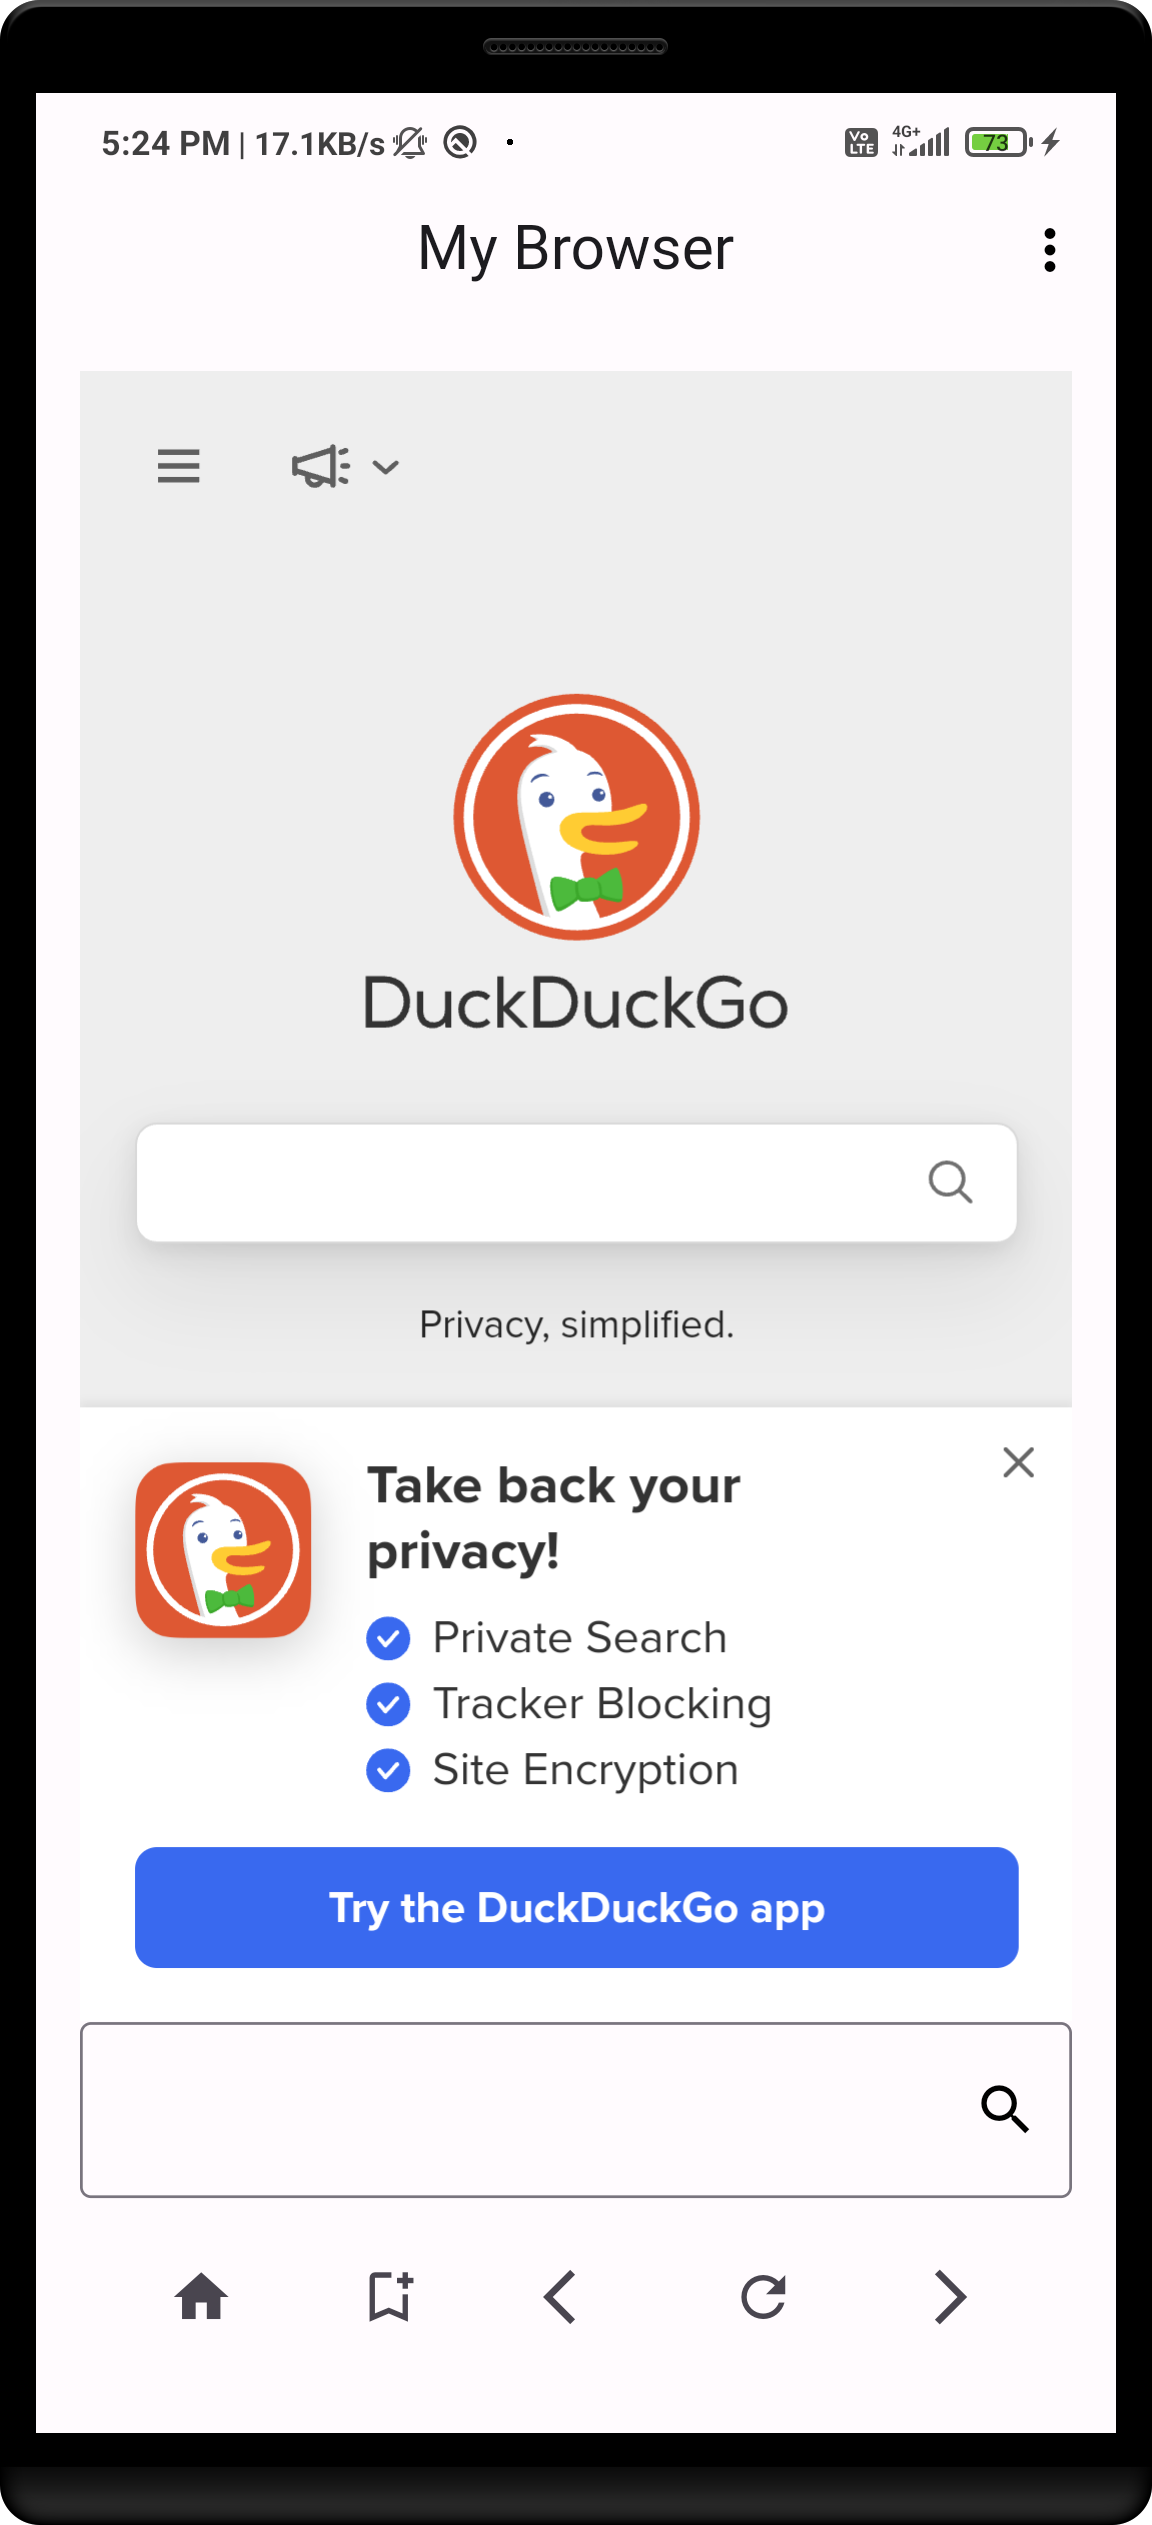 5:24 PM | 17.1KB/s
Vo LTE 4G+ 73
My Browser
DuckDuckGo
Privacy, simplified.
Take back your
privacy!
Private Search
Tracker Blocking
Site Encryption
Try the DuckDuckGo app